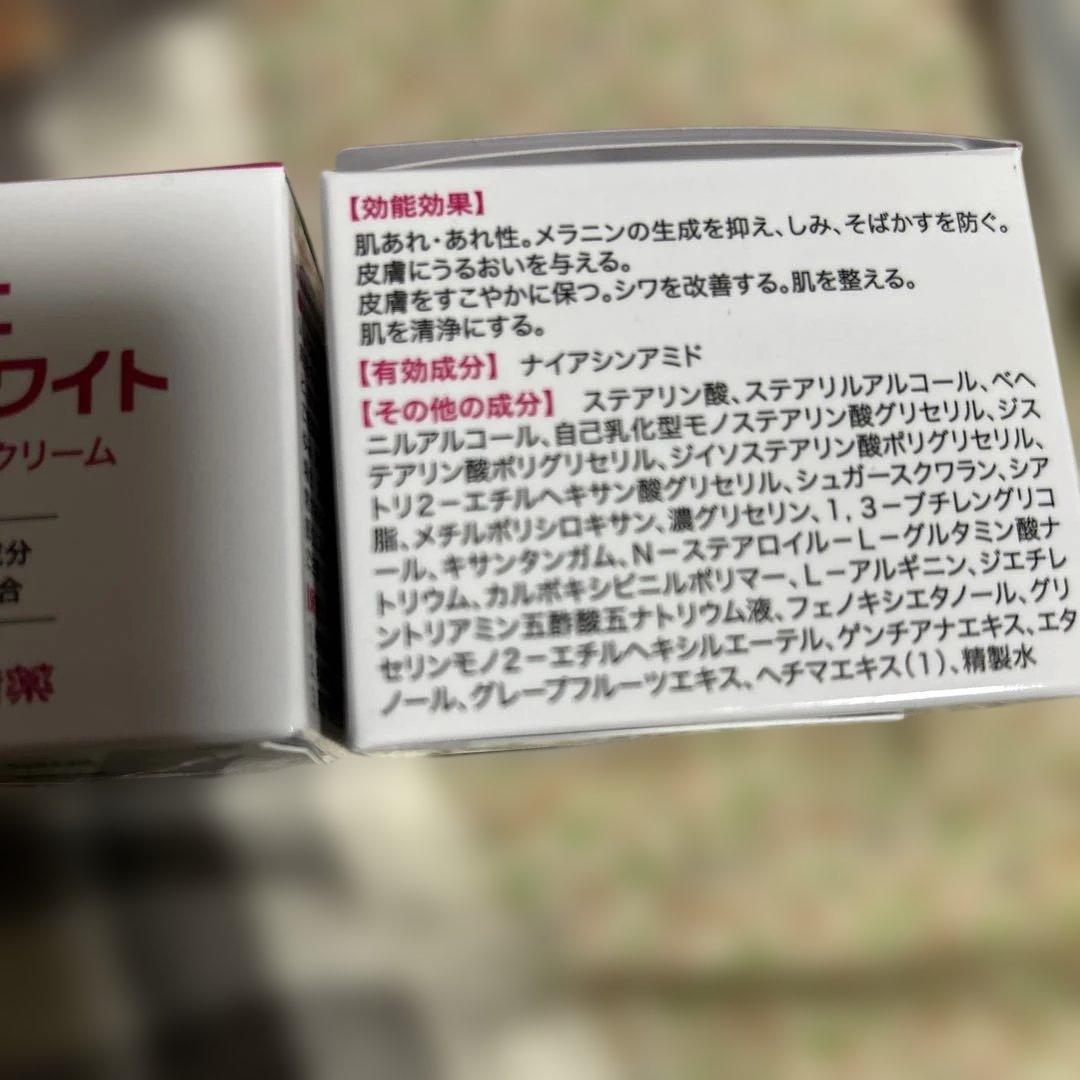 ワイト
クリーム
成分
合
薬
【効能効果】
肌あれ・あれ性。メラニンの生成を抑え、しみ、そばかすを防ぐ。
皮膚にうるおいを与える。
皮膚をすこやかに保つ。シワを改善する。肌を整える。
肌を清浄にする。
【有効成分】 ナイアシンアミド
【その他の成分】 ステアリン酸、ステアリルアルコール、ベヘ
ニルアルコール、自己乳化型モノステアリン酸グリセリル、ジス
テアリン酸ポリグリセリル、ジイソステアリン酸ポリグリセリル、
トリ2－エチルヘキサン酸グリセリル、シュガースクワラン、シア
脂、メチルポリシロキサン、濃グリセリン、1，3－ブチレングリコ
ール、キサンタンガム、N－ステアロイル－L－グルタミン酸ナ
トリウム、カルボキシビニルポリマー、L－アルギニン、ジエチレ
ントリアミン五酢酸五ナトリウム液、フェノキシエタノール、グリ
セリンモノ2－エチルヘキシルエーテル、ゲンチアナエキス、エタ
ノール、グレープフルーツエキス、ヘチマエキス（1）、精製水